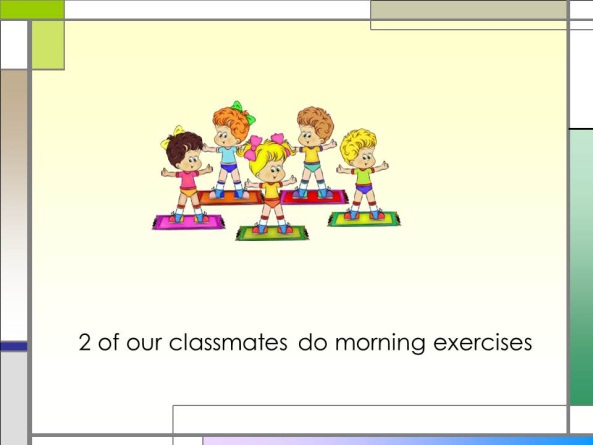 2 of our classmates do morning exercises